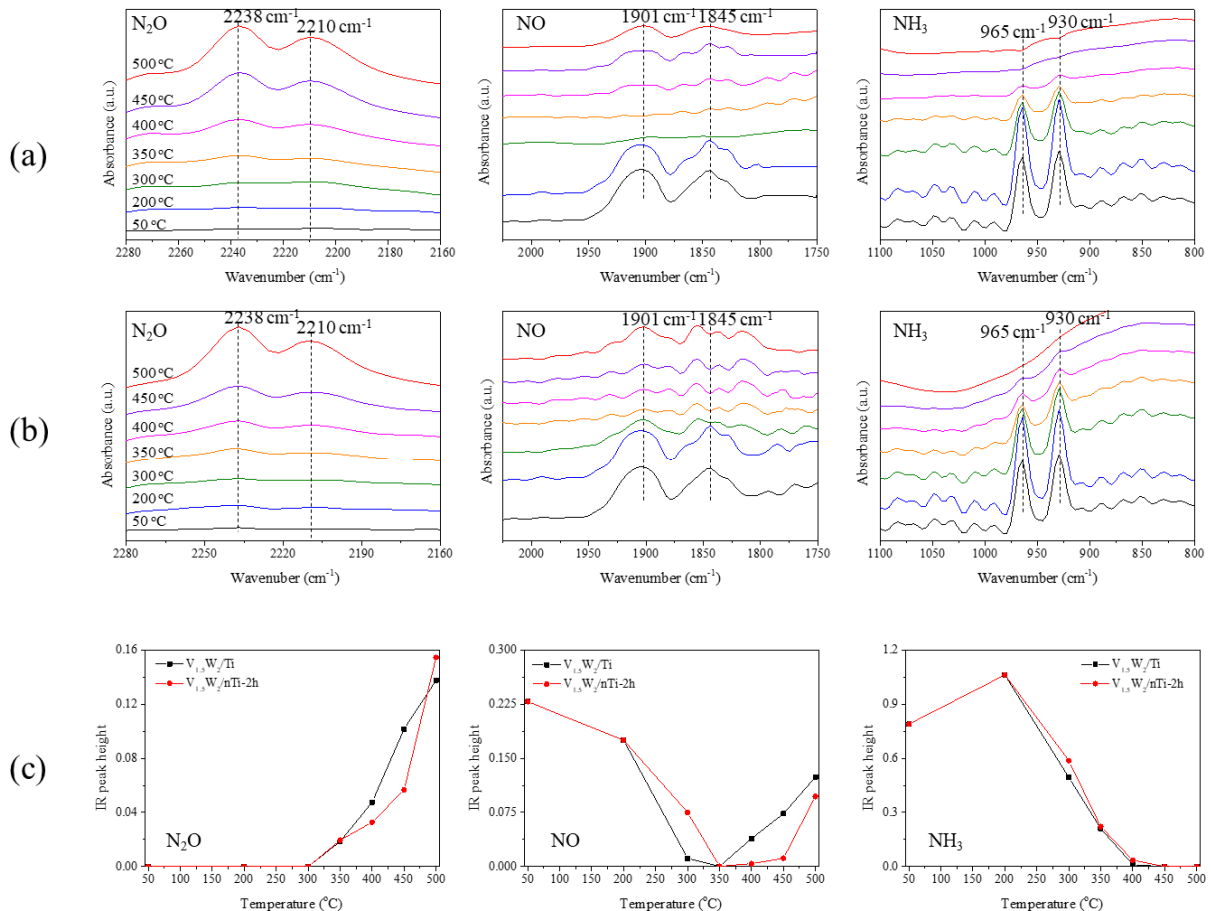 (a)
N₂O
2238 cm⁻¹
2210 cm⁻¹
500 °C
450 °C
400 °C
350 °C
300 °C
200 °C
50 °C
Absorbance (a.u.)
2280 2260 2240 2220 2200 2180 2160
Wavenumber (cm⁻¹)
NO
1901 cm⁻¹
1845 cm⁻¹
Absorbance (a.u.)
2000 1950 1900 1850 1800 1750
Wavenumber (cm⁻¹)
NH₃
965 cm⁻¹
930 cm⁻¹
Absorbance (a.u.)
1100 1050 1000 950 900 850 800
Wavenumber (cm⁻¹)
(b)
N₂O
2238 cm⁻¹
2210 cm⁻¹
500 °C
450 °C
400 °C
350 °C
300 °C
200 °C
50 °C
Absorbance (a.u.)
2280 2250 2220 2190 2160
Wavenuber (cm⁻¹)
NO
1901 cm⁻¹
1845 cm⁻¹
Absorbance (a.u.)
2000 1950 1900 1850 1800 1750
Wavenumber (cm⁻¹)
NH₃
965 cm⁻¹
930 cm⁻¹
Absorbance (a.u.)
1100 1050 1000 950 900 850 800
Wavenumber (cm⁻¹)
(c)
0.16
0.12
0.08
0.04
0.00
IR peak height
V₁.₅W₂/Ti
V₁.₅W₂/nTi-2h
N₂O
50 100 150 200 250 300 350 400 450 500
Temperature (°C)
0.300
0.225
0.150
0.075
0.000
IR peak height
V₁.₅W₂/Ti
V₁.₅W₂/nTi-2h
NO
50 100 150 200 250 300 350 400 450 500
Temperature (°C)
1.2
0.9
0.6
0.3
0.0
IR peak height
V₁.₅W₂/Ti
V₁.₅W₂/nTi-2h
NH₃
50 100 150 200 250 300 350 400 450 500
Temperature (°C)